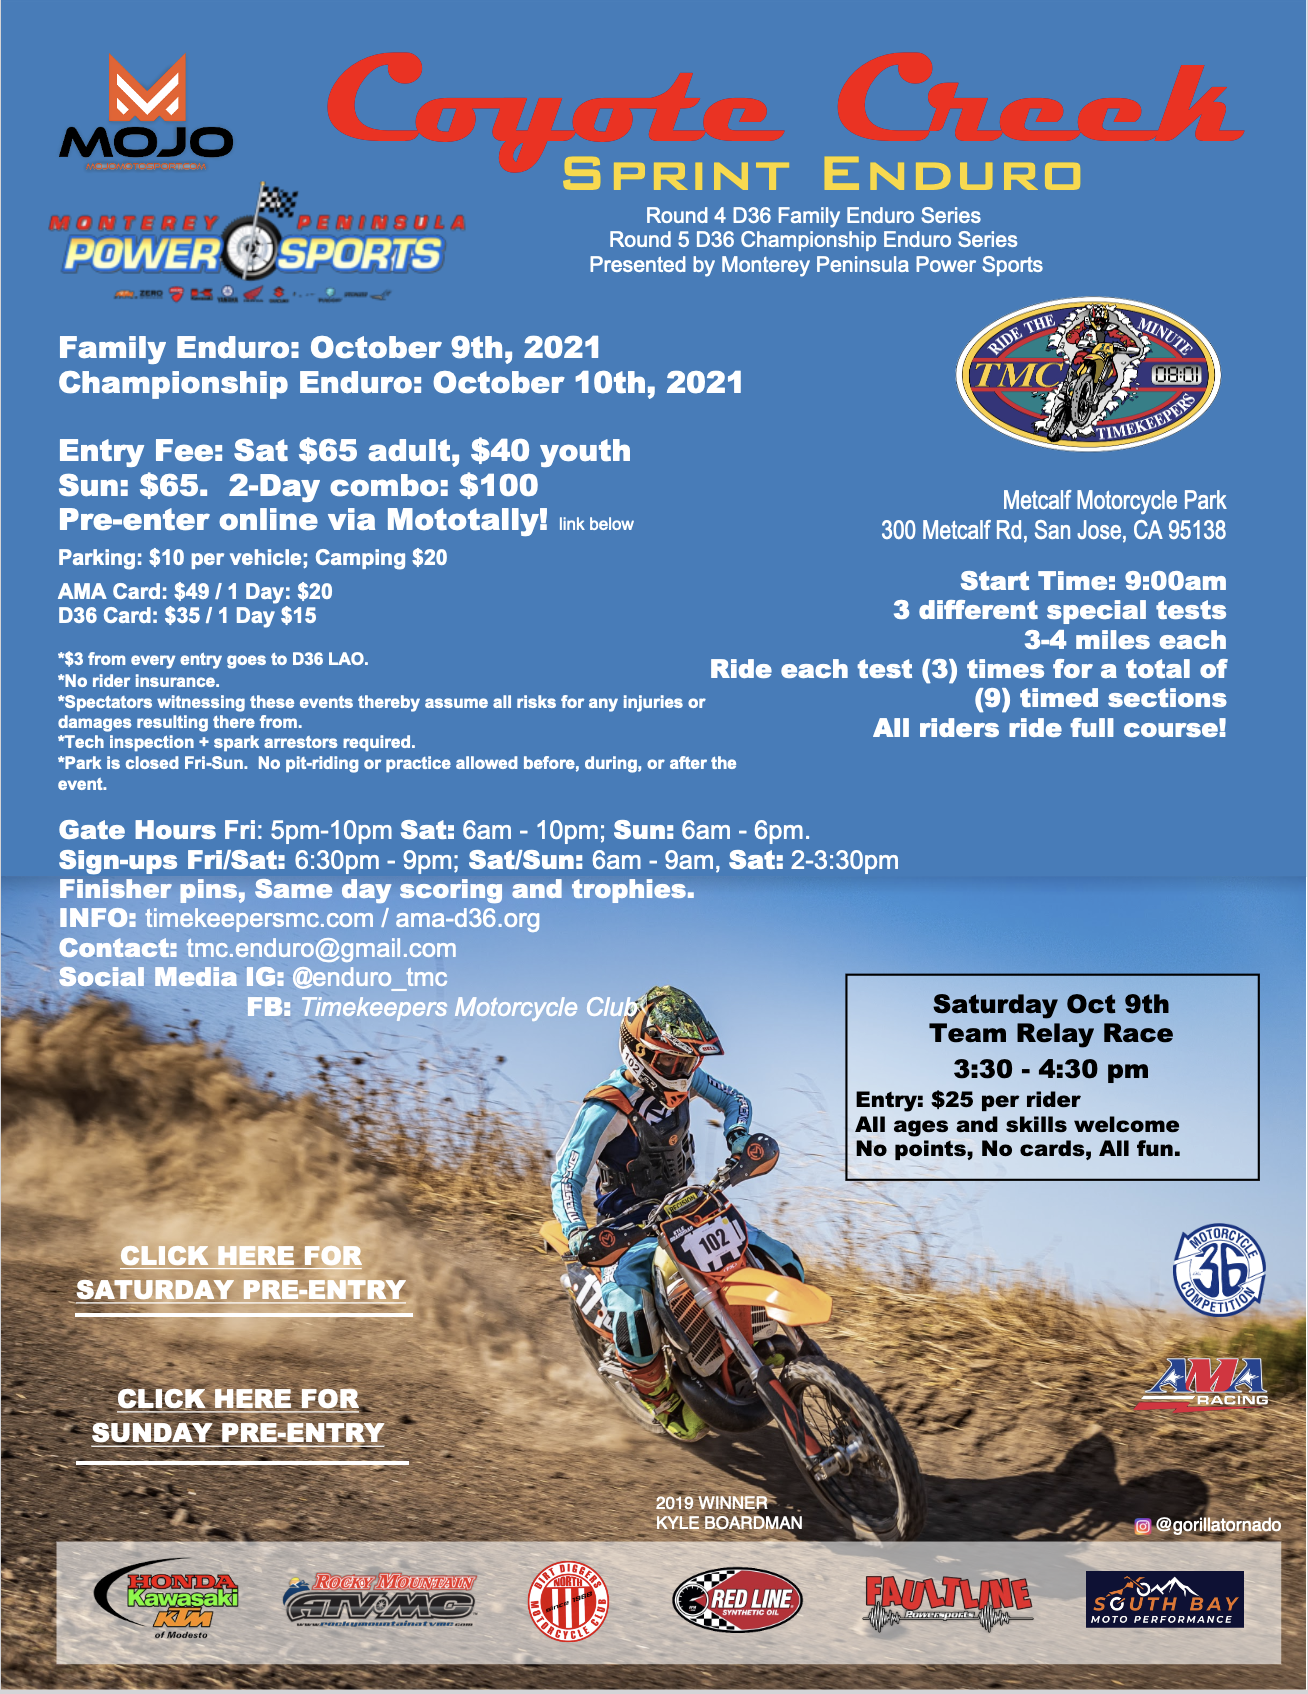 MOJO
Coyote Creek
SPRINT ENDURO
MONTEREY PENINSULA
POWER SPORTS
ZERO
Round 4 D36 Family Enduro Series
Round 5 D36 Championship Enduro Series
Presented by Monterey Peninsula Power Sports
Family Enduro: October 9th, 2021
Championship Enduro: October 10th, 2021
RIDE THE MINUTE
TMC
08:01
TIMEKEEPERS
Entry Fee: Sat $65 adult, $40 youth
Sun: $65.  2-Day combo: $100
Pre-enter online via Mototally! link below
Parking: $10 per vehicle; Camping $20
AMA Card: $49 / 1 Day: $20
D36 Card: $35 / 1 Day $15
Metcalf Motorcycle Park
300 Metcalf Rd, San Jose, CA 95138
Start Time: 9:00am
3 different special tests
3-4 miles each
Ride each test (3) times for a total of
(9) timed sections
All riders ride full course!
*$3 from every entry goes to D36 LAO.
*No rider insurance.
*Spectators witnessing these events thereby assume all risks for any injuries or
damages resulting there from.
*Tech inspection + spark arrestors required.
*Park is closed Fri-Sun.  No pit-riding or practice allowed before, during, or after the
event.
Gate Hours Fri: 5pm-10pm Sat: 6am - 10pm; Sun: 6am - 6pm.
Sign-ups Fri/Sat: 6:30pm - 9pm; Sat/Sun: 6am - 9am, Sat: 2-3:30pm
Finisher pins, Same day scoring and trophies.
INFO: timekeepersmc.com / ama-d36.org
Contact: tmc.enduro@gmail.com
Social Media IG: @enduro_tmc
FB: Timekeepers Motorcycle Club
Saturday Oct 9th
Team Relay Race
3:30 - 4:30 pm
Entry: $25 per rider
All ages and skills welcome
No points, No cards, All fun.
102
BELL
102
CLICK HERE FOR
SATURDAY PRE-ENTRY
CLICK HERE FOR
SUNDAY PRE-ENTRY
MOTORCYCLE
36
COMPETITION
AMA
RACING
2019 WINNER
KYLE BOARDMAN
@gorillatornado
HONDA
Kawasaki
KTM
of Modesto
ROCKY MOUNTAIN
ATV MC
www.rockymountainatvmc.com
DIRT DIGGERS
NORTH
MOTORCYCLE CLUB
RED LINE
SYNTHETIC OIL
FAULTLINE
Powersports
SOUTH BAY
MOTO PERFORMANCE